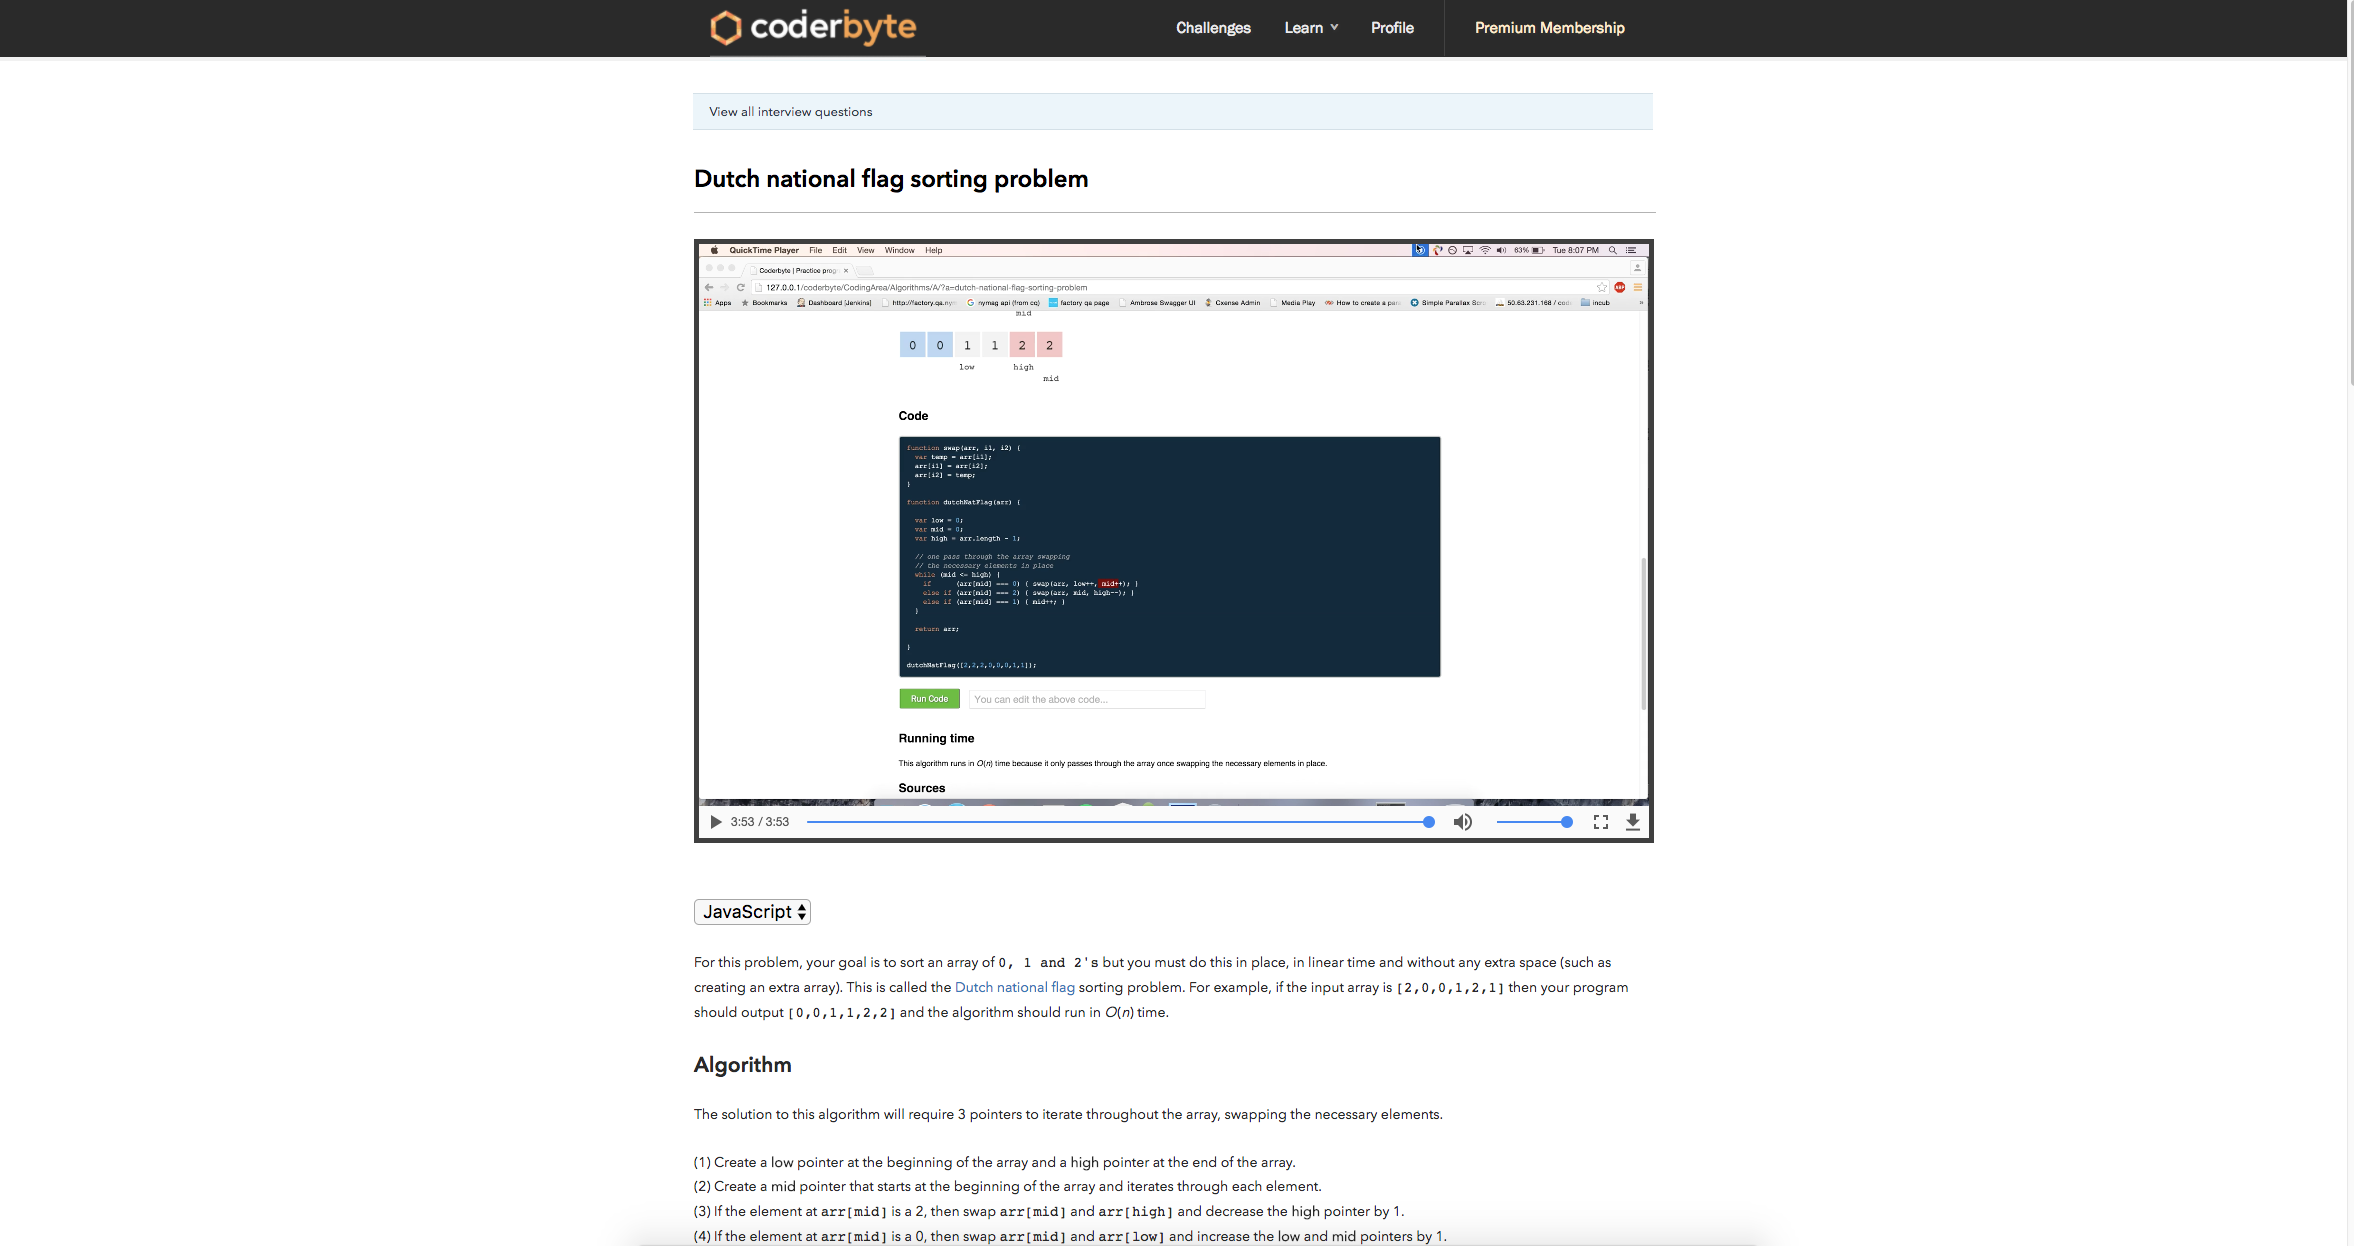 coderbyte
Challenges Learn Profile Premium Membership
View all interview questions
Dutch national flag sorting problem
QuickTime Player File Edit View Window Help 63% Tue 8:07 PM
Coderbyte | Practice prog
127.0.0.1/coderbyte/CodingArea/Algorithms/A/?a=dutch-national-flag-sorting-problem
Apps Bookmarks Dashboard [Jenkins] http://factory.qa.nym nymag api (from cq) factory qa page Ambrose Swagger UI Cxense Admin Media Play How to create a para Simple Parallax Scro 50.63.231.168 / code incub »
mid
0 0 1 1 2 2
low high
mid
Code
function swap(arr, i1, i2) {
var temp = arr[i1];
arr[i1] = arr[i2];
arr[i2] = temp;
}
function dutchNatFlag(arr) {
var low = 0;
var mid = 0;
var high = arr.length - 1;
// one pass through the array swapping
// the necessary elements in place
while (mid <= high) {
if (arr[mid] === 0) { swap(arr, low++, mid++); }
else if (arr[mid] === 2) { swap(arr, mid, high--); }
else if (arr[mid] === 1) { mid++; }
}
return arr;
}
dutchNatFlag([2,2,2,0,0,0,1,1]);
Run Code You can edit the above code...
Running time
This algorithm runs in O(n) time because it only passes through the array once swapping the necessary elements in place.
Sources
3:53 / 3:53
JavaScript
For this problem, your goal is to sort an array of 0, 1 and 2's but you must do this in place, in linear time and without any extra space (such as
creating an extra array). This is called the Dutch national flag sorting problem. For example, if the input array is [2,0,0,1,2,1] then your program
should output [0,0,1,1,2,2] and the algorithm should run in O(n) time.
Algorithm
The solution to this algorithm will require 3 pointers to iterate throughout the array, swapping the necessary elements.
(1) Create a low pointer at the beginning of the array and a high pointer at the end of the array.
(2) Create a mid pointer that starts at the beginning of the array and iterates through each element.
(3) If the element at arr[mid] is a 2, then swap arr[mid] and arr[high] and decrease the high pointer by 1.
(4) If the element at arr[mid] is a 0, then swap arr[mid] and arr[low] and increase the low and mid pointers by 1.